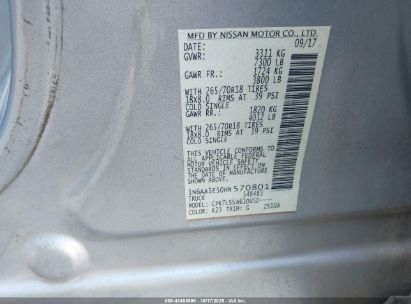 MFD BY NISSAN MOTOR CO., LTD.
DATE: 09/17
GVWR: 3311 KG
7300 LB
GAWR FR.: 1724 KG
3800 LB
WITH 265/70R18 TIRES
18X8.0 RIMS AT 39 PSI
COLD SINGLE
GAWR RR.: 1820 KG
4012 LB
WITH 265/70R18 TIRES
18X8.0 RIMS AT 39 PSI
COLD SINGLE
THIS VEHICLE CONFORMS TO
ALL APPLICABLE FEDERAL
MOTOR VEHICLE SAFETY
STANDARDS IN EFFECT ON THE
DATE OF MANUFACTURE SHOWN
ABOVE.
1N6AA1E50HN570801
TRUCK
MODEL:
COLOR: K23 TRIM: G